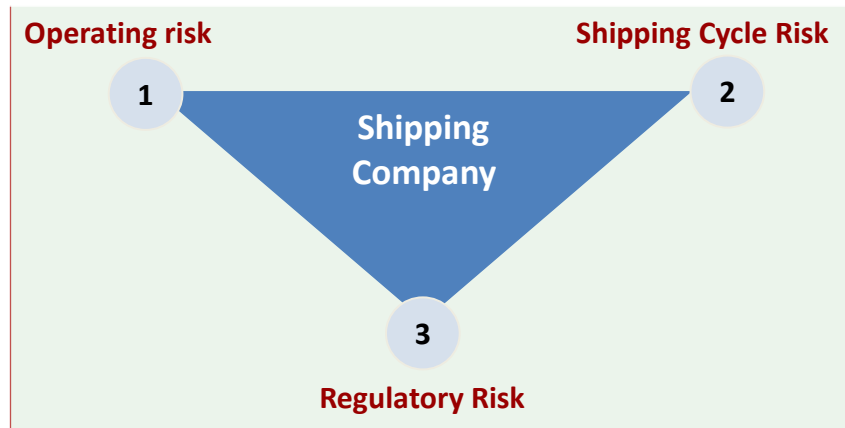 Operating risk
Shipping Cycle Risk
1
2
Shipping
Company
3
Regulatory Risk